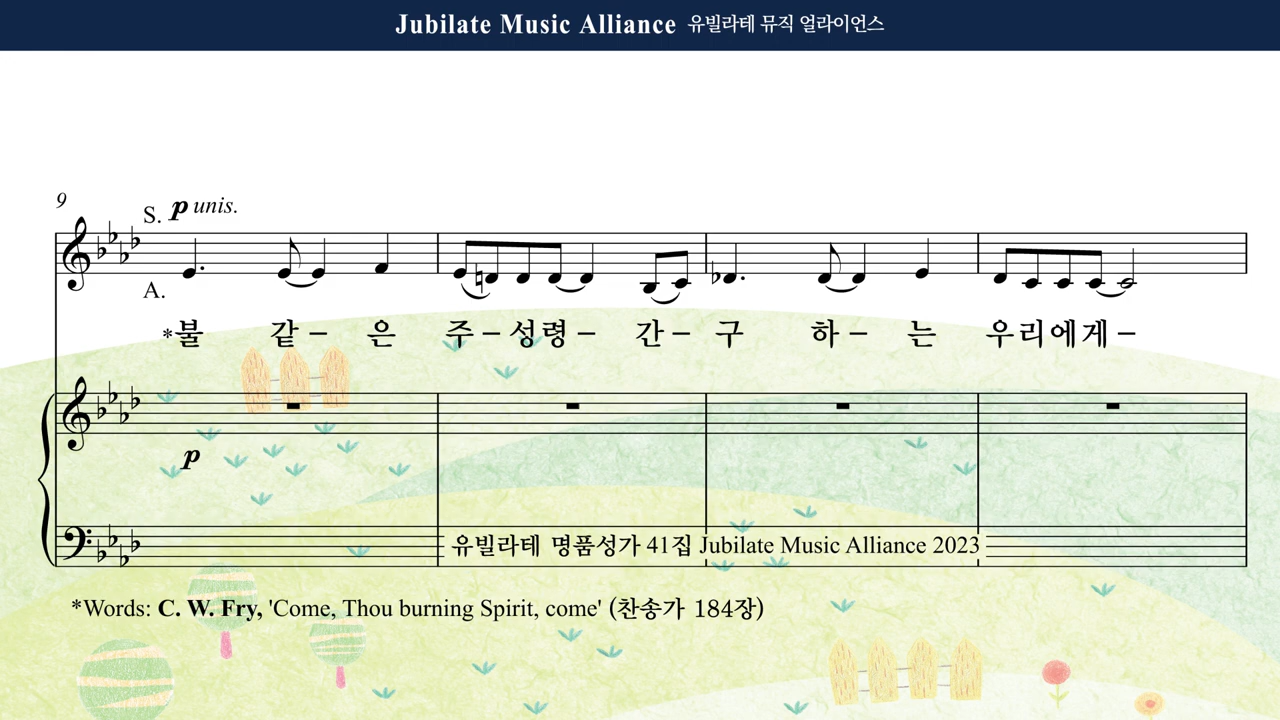 Jubilate Music Alliance 유빌라테 뮤직 얼라이언스
9
S. p unis.
A.
*불 같 – 은 주 – 성령 – 간 – 구 하 – 는 우리에게 –
p
유빌라테 명품성가 41집 Jubilate Music Alliance 2023
*Words: C. W. Fry, 'Come, Thou burning Spirit, come' (찬송가 184장)